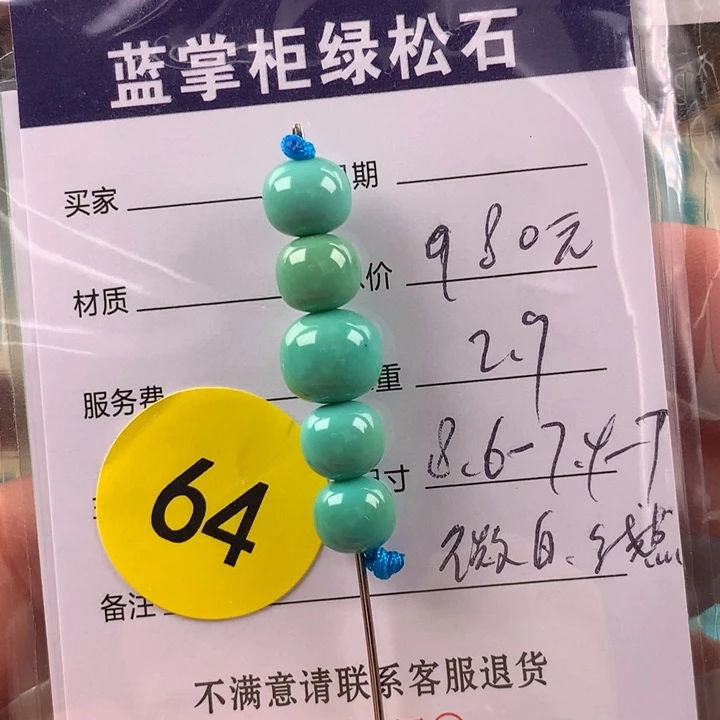 蓝掌柜绿松石
买家 期
材质 价 980元
服务费 重 2.9
64
寸 8.6-7.4-7
微白、线点
备注
不满意请联系客服退货